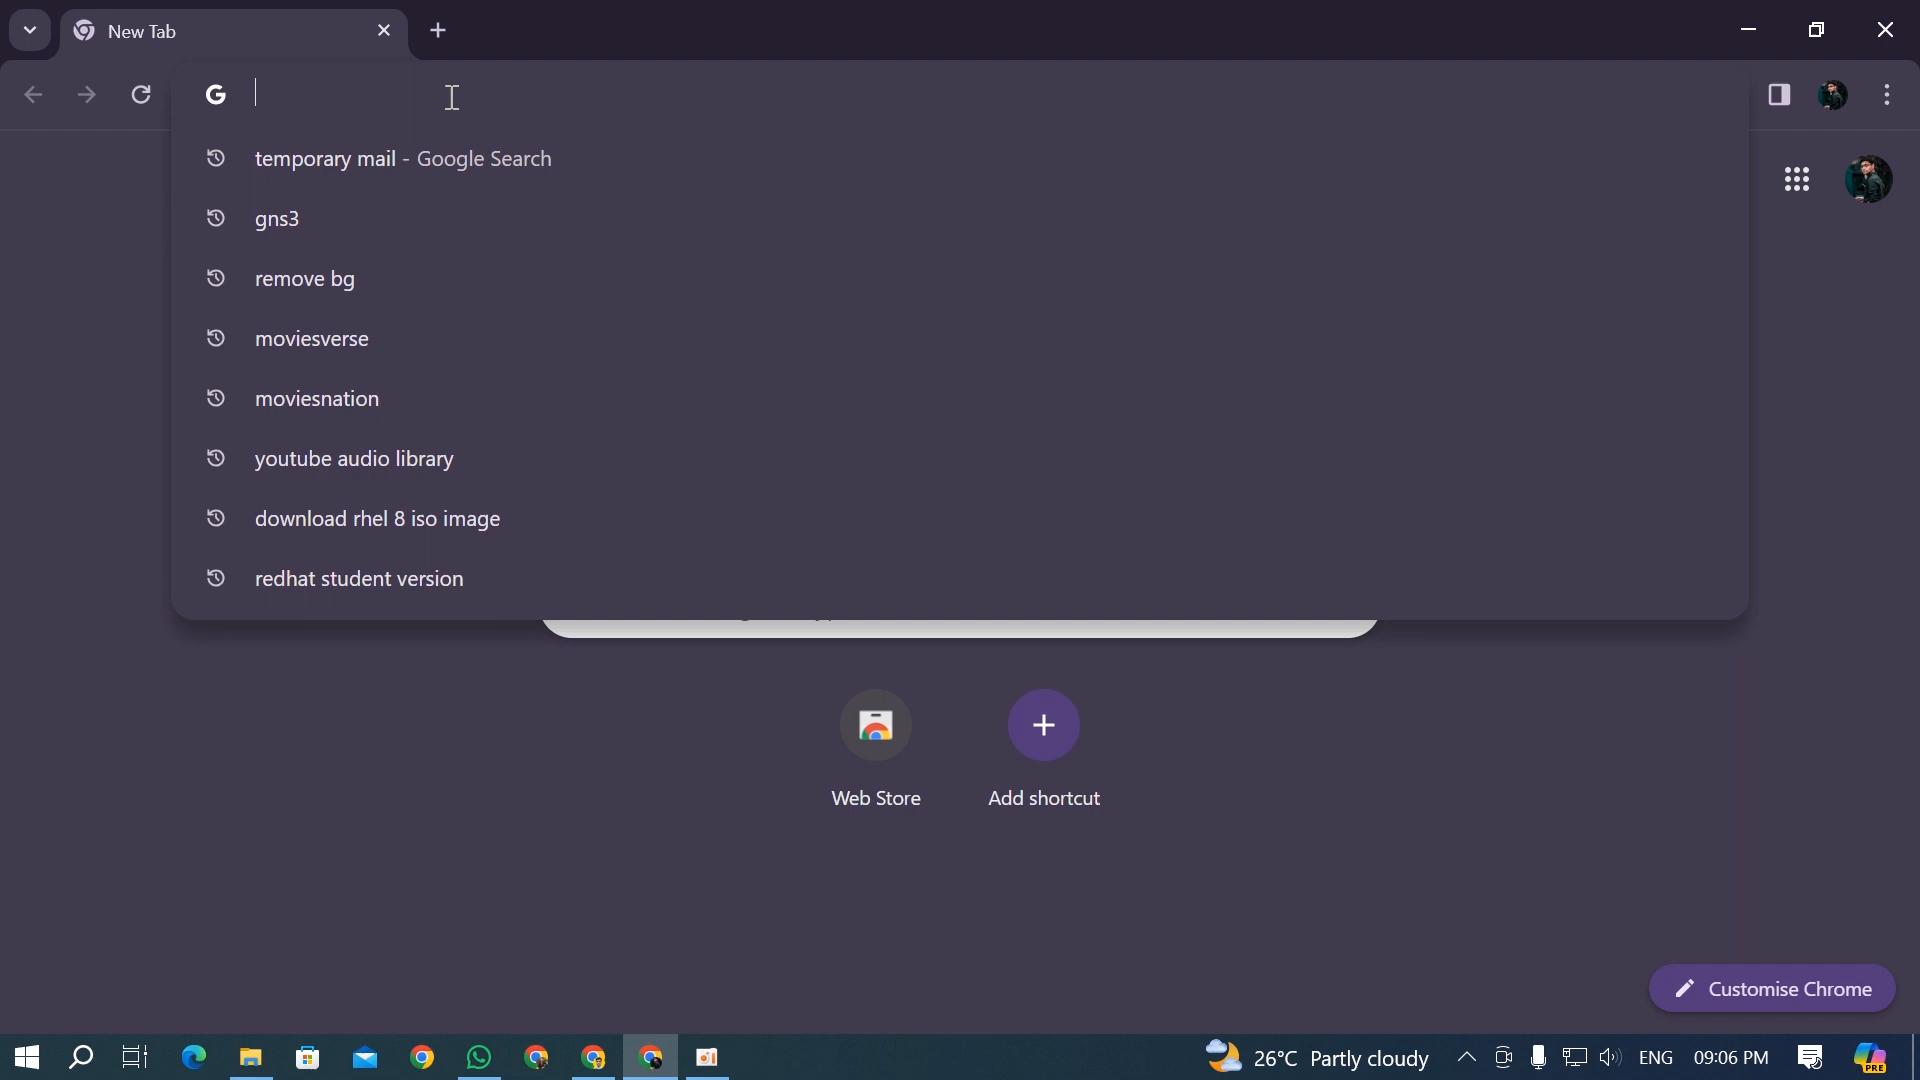 New Tab
temporary mail - Google Search
gns3
remove bg
moviesverse
moviesnation
youtube audio library
download rhel 8 iso image
redhat student version
Web Store
Add shortcut
Customise Chrome
26°C Partly cloudy
ENG
09:06 PM
PRE